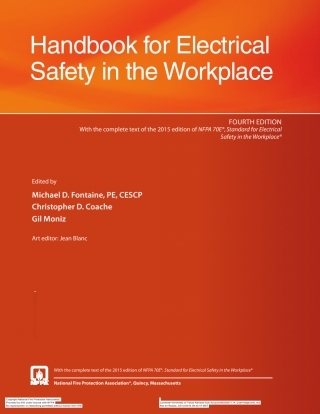 Handbook for Electrical
Safety in the Workplace
FOURTH EDITION
With the complete text of the 2015 edition of NFPA 70E®, Standard for Electrical
Safety in the Workplace®
Edited by
Michael D. Fontaine, PE, CESCP
Christopher D. Coache
Gil Moniz
Art editor: Jean Blanc
With the complete text of the 2015 edition of NFPA 70E®, Standard for Electrical Safety in the Workplace®
NFPA
National Fire Protection Association®, Quincy, Massachusetts